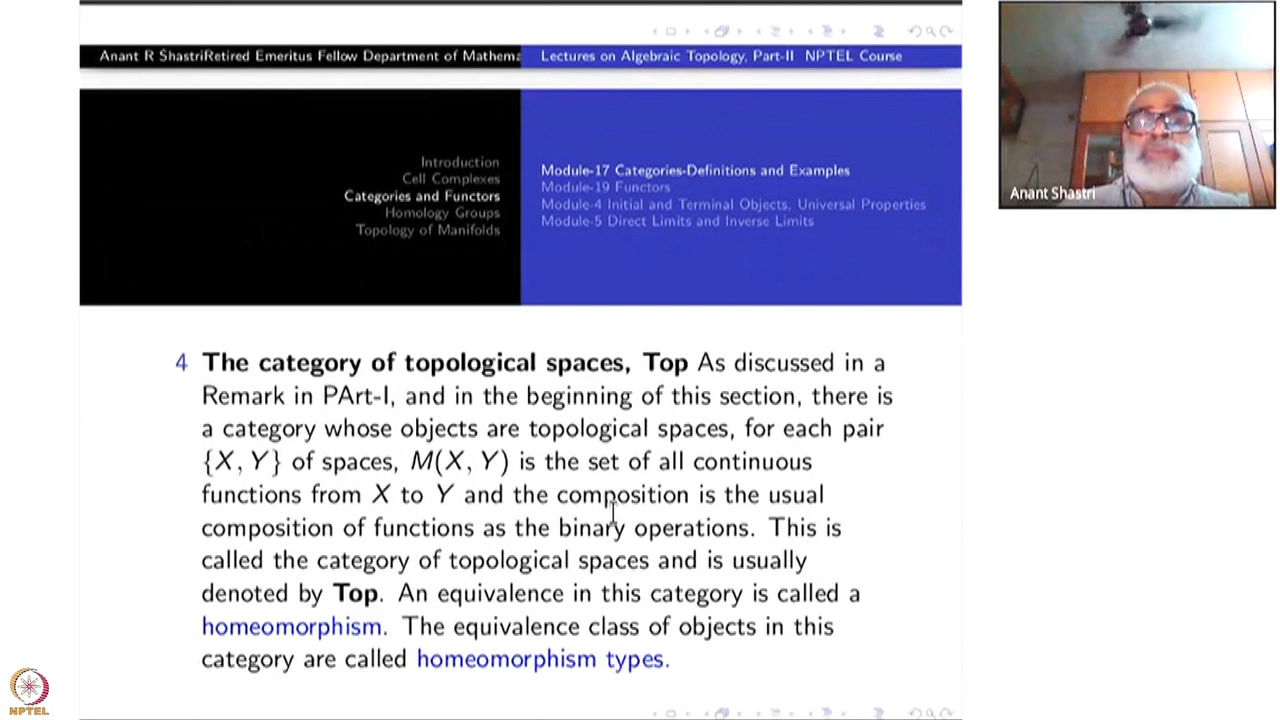 Anant R ShastriRetired Emeritus Fellow Department of Mathema
Lectures on Algebraic Topology, Part-II NPTEL Course
Introduction
Cell Complexes
Categories and Functors
Homology Groups
Topology of Manifolds
Module-17 Categories-Definitions and Examples
Module-19 Functors
Module-4 Initial and Terminal Objects, Universal Properties
Module-5 Direct Limits and Inverse Limits
4 The category of topological spaces, Top As discussed in a
Remark in PArt-I, and in the beginning of this section, there is
a category whose objects are topological spaces, for each pair
{X, Y} of spaces, M(X, Y) is the set of all continuous
functions from X to Y and the composition is the usual
composition of functions as the binary operations. This is
called the category of topological spaces and is usually
denoted by Top. An equivalence in this category is called a
homeomorphism. The equivalence class of objects in this
category are called homeomorphism types.
Anant Shastri
NPTEL